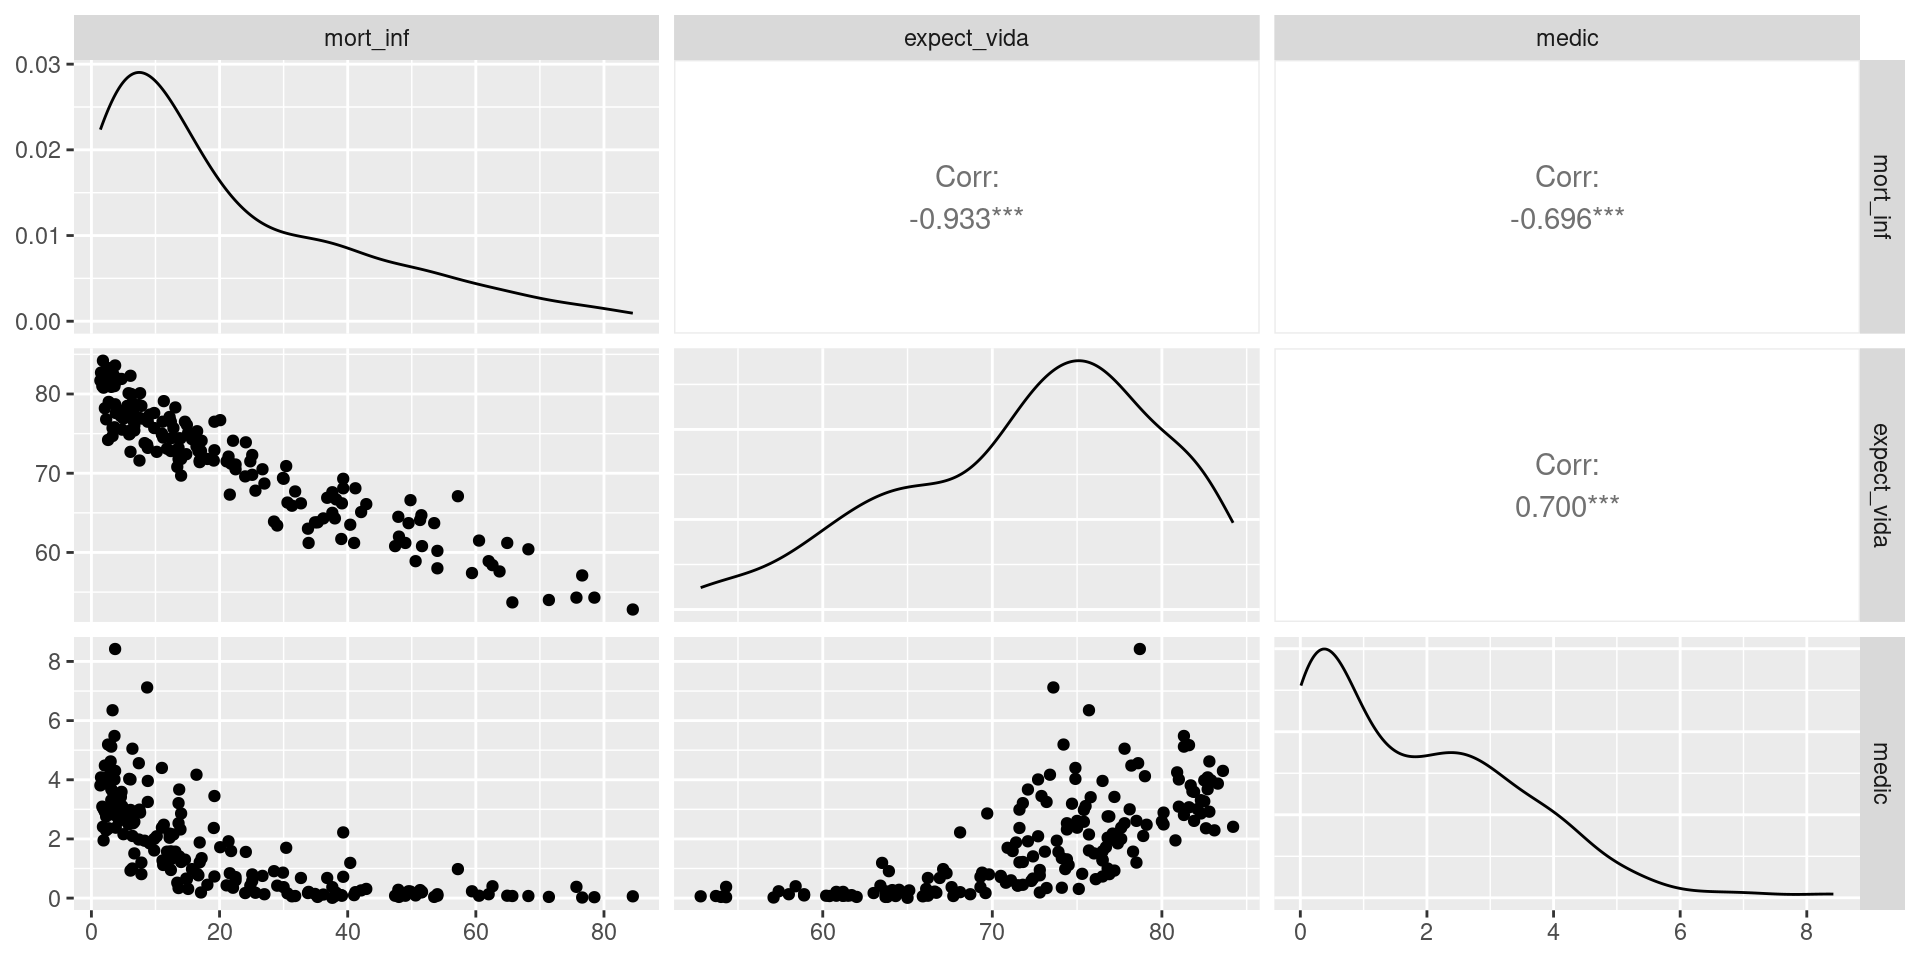 mort_inf
expect_vida
medic
0.03
0.02
0.01
0.00
Corr:
-0.933***
Corr:
-0.696***
mort_inf
80
70
60
Corr:
0.700***
expect_vida
8
6
4
2
0
medic
0 20 40 60 80
60 70 80
0 2 4 6 8